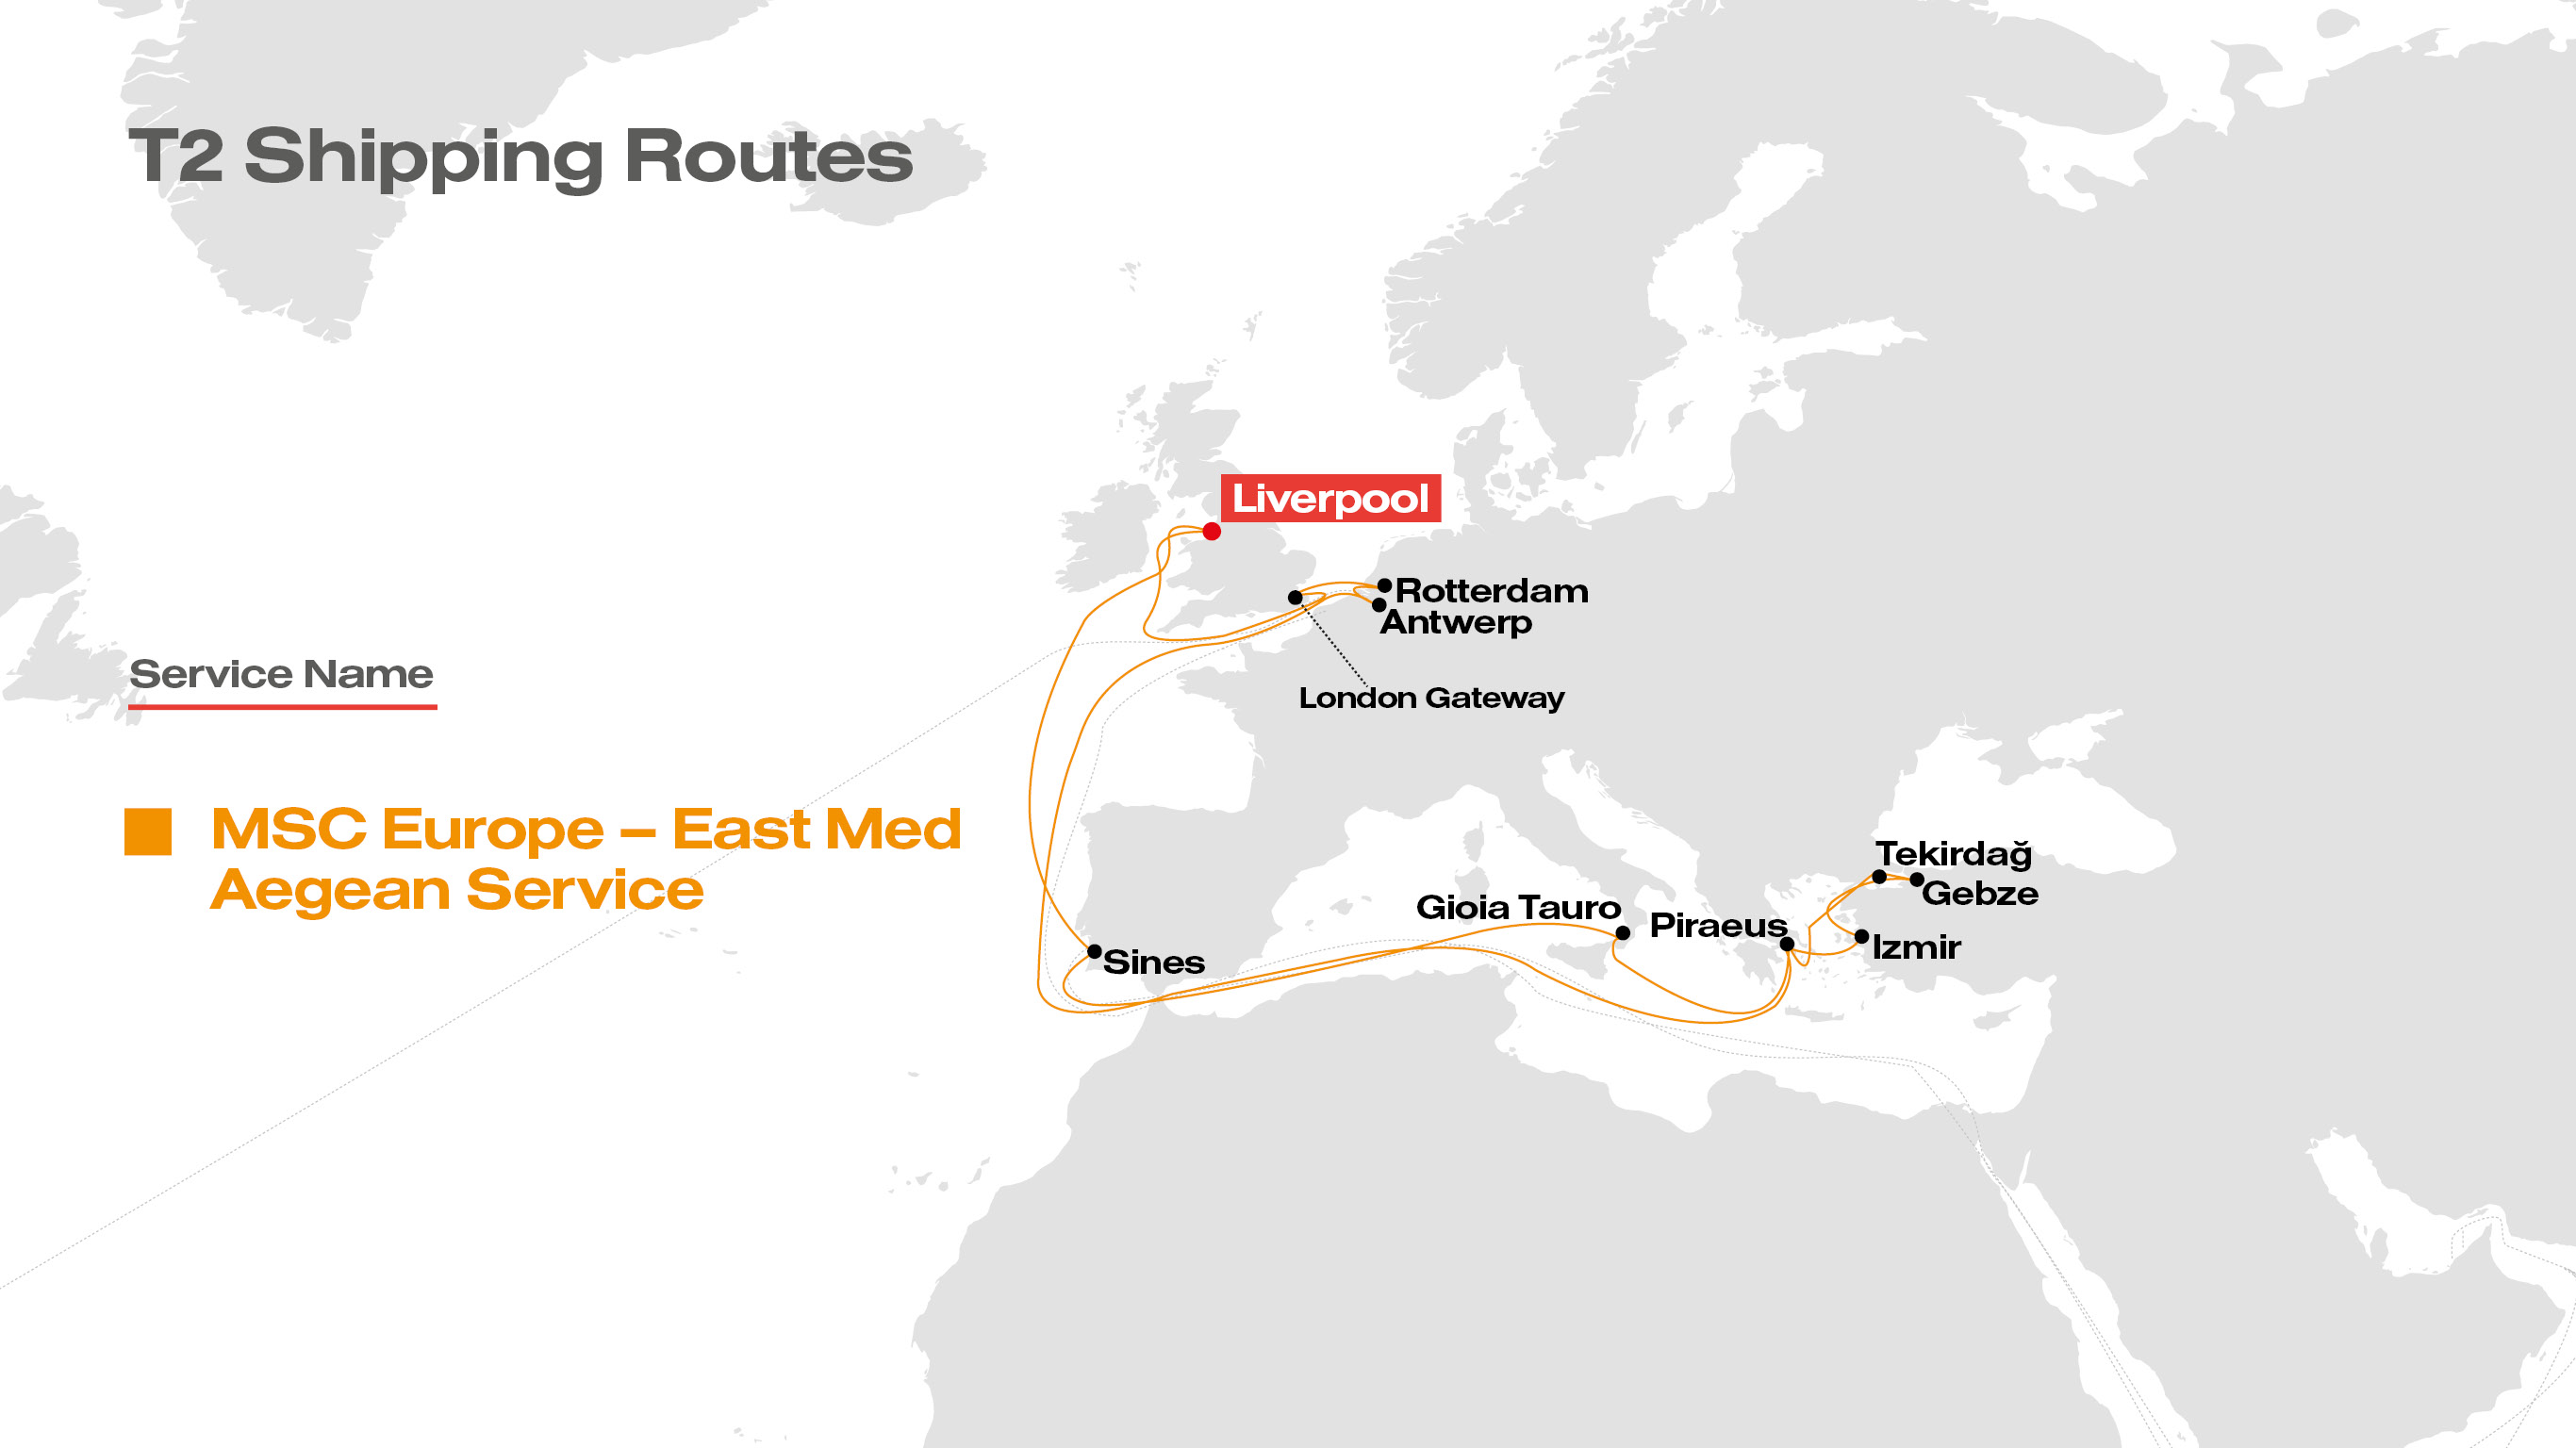 T2 Shipping Routes
Liverpool
Rotterdam
Antwerp
London Gateway
Service Name
MSC Europe – East Med
Aegean Service
Tekirdağ
Gebze
Gioia Tauro
Piraeus
Izmir
Sines